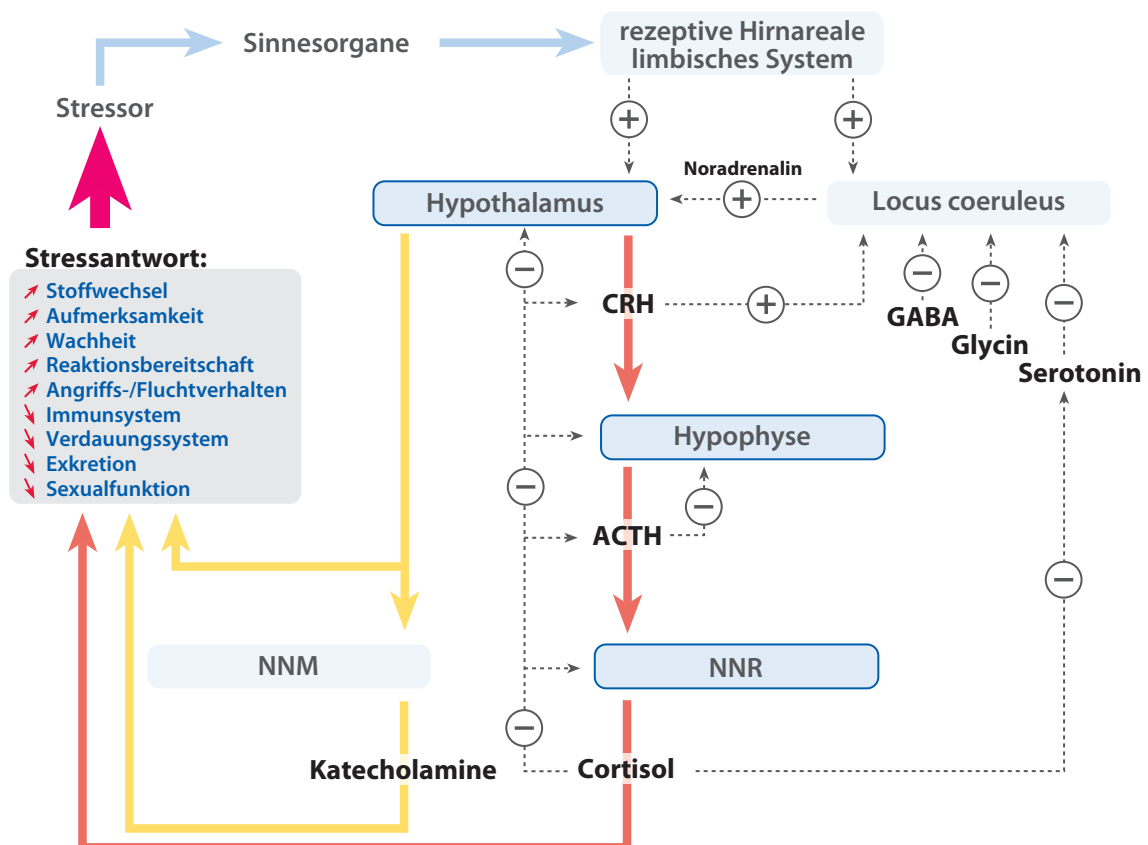 Sinnesorgane
rezeptive Hirnareale
limbisches System
Stressor
+
+
Noradrenalin
+
Hypothalamus
Locus coeruleus
Stressantwort:
Stoffwechsel
Aufmerksamkeit
Wachheit
Reaktionsbereitschaft
Angriffs-/Fluchtverhalten
Immunsystem
Verdauungssystem
Exkretion
Sexualfunktion
−
CRH
+
−
−
−
GABA
Glycin
Serotonin
Hypophyse
−
−
ACTH
−
NNM
NNR
−
Katecholamine
Cortisol